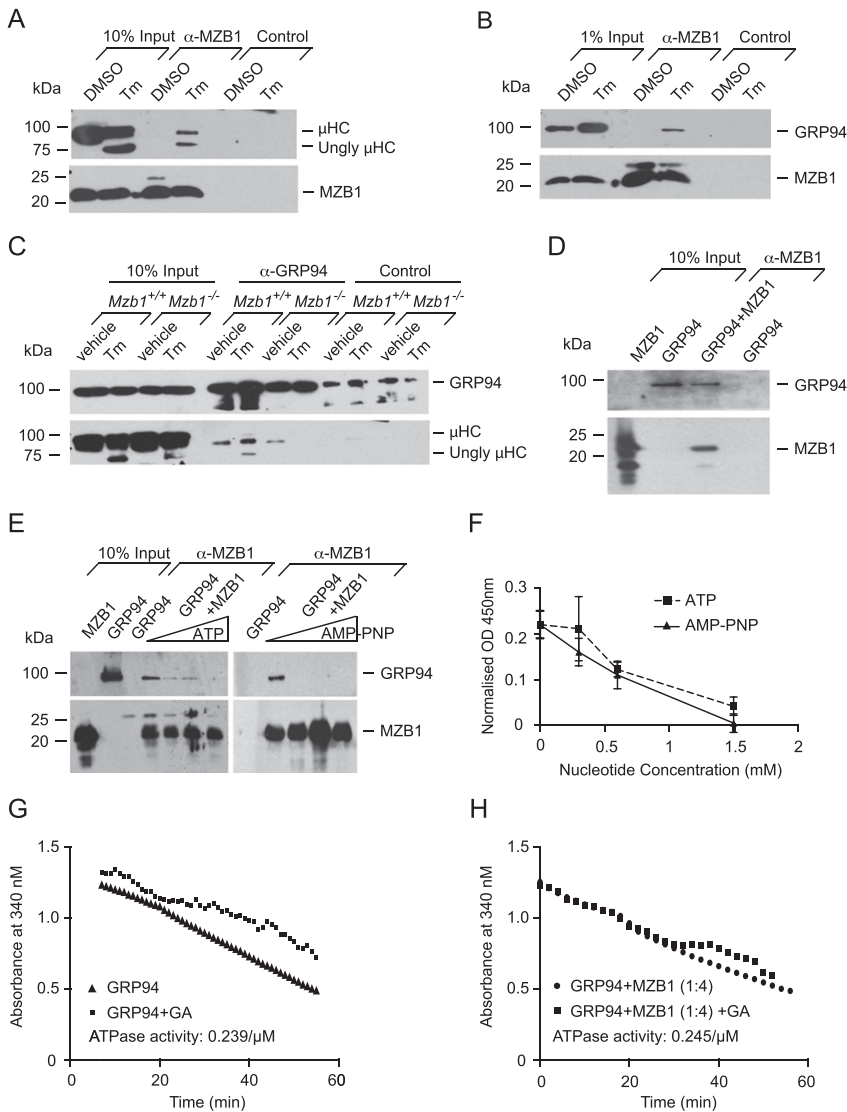 A
10% Input
α-MZB1
Control
DMSO
Tm
DMSO
Tm
DMSO
Tm
kDa
100
75
μHC
Ungly μHC
25
20
MZB1
B
1% Input
α-MZB1
Control
DMSO
Tm
DMSO
Tm
DMSO
Tm
kDa
100
GRP94
25
20
MZB1
C
10% Input
α-GRP94
Control
Mzb1+/+ Mzb1-/-
Mzb1+/+ Mzb1-/-
Mzb1+/+ Mzb1-/-
vehicle
Tm
vehicle
Tm
vehicle
Tm
vehicle
Tm
vehicle
Tm
vehicle
Tm
kDa
100
GRP94
100
75
μHC
Ungly μHC
D
10% Input
α-MZB1
MZB1
GRP94
GRP94+MZB1
GRP94
kDa
100
GRP94
25
20
MZB1
E
10% Input
α-MZB1
α-MZB1
MZB1
GRP94
GRP94
GRP94
+MZB1
ATP
GRP94
GRP94
+MZB1
AMP-PNP
kDa
100
GRP94
25
20
MZB1
F
Normalised OD 450nm
0.3
0.2
0.1
0
ATP
AMP-PNP
0
0.5
1
1.5
2
Nucleotide Concentration (mM)
G
Absorbance at 340 nM
1.5
1.0
0.5
0
GRP94
GRP94+GA
ATPase activity: 0.239/μM
0
20
40
60
Time (min)
H
Absorbance at 340 nM
1.5
1.0
0.5
0
GRP94+MZB1 (1:4)
GRP94+MZB1 (1:4) +GA
ATPase activity: 0.245/μM
0
20
40
60
Time (min)